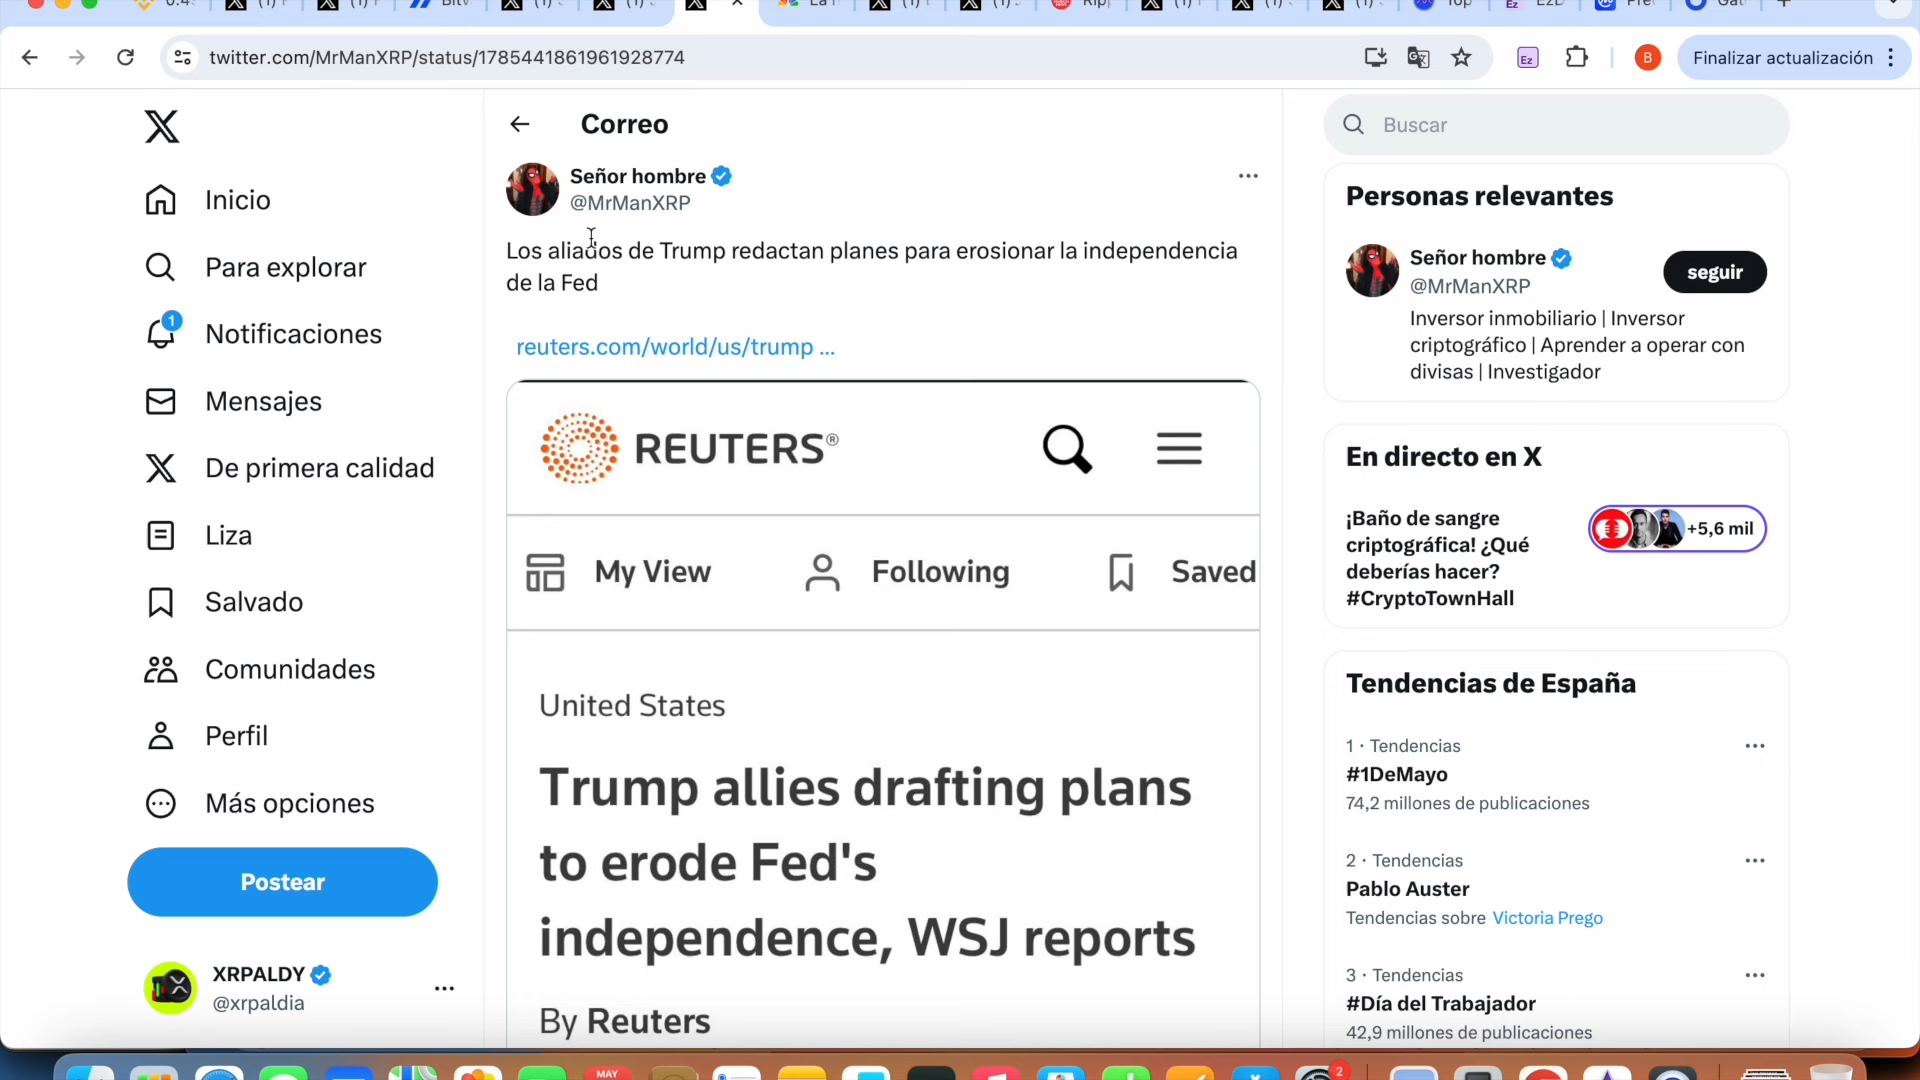 twitter.com/MrManXRP/status/1785441861961928774
Ez
B
Finalizar actualización
Inicio
Para explorar
1
Notificaciones
Mensajes
De primera calidad
Liza
Salvado
Comunidades
Perfil
Más opciones
Postear
XRPALDY
@xrpaldia
Correo
Señor hombre
@MrManXRP
Los aliados de Trump redactan planes para erosionar la independencia
de la Fed
reuters.com/world/us/trump ...
REUTERS®
My View
Following
Saved
United States
Trump allies drafting plans
to erode Fed's
independence, WSJ reports
By Reuters
Buscar
Personas relevantes
Señor hombre
@MrManXRP
seguir
Inversor inmobiliario | Inversor
criptográfico | Aprender a operar con
divisas | Investigador
En directo en X
¡Baño de sangre
criptográfica! ¿Qué
deberías hacer?
#CryptoTownHall
+5,6 mil
Tendencias de España
1 · Tendencias
#1DeMayo
74,2 millones de publicaciones
2 · Tendencias
Pablo Auster
Tendencias sobre Victoria Prego
3 · Tendencias
#Día del Trabajador
42,9 millones de publicaciones
MAY
2